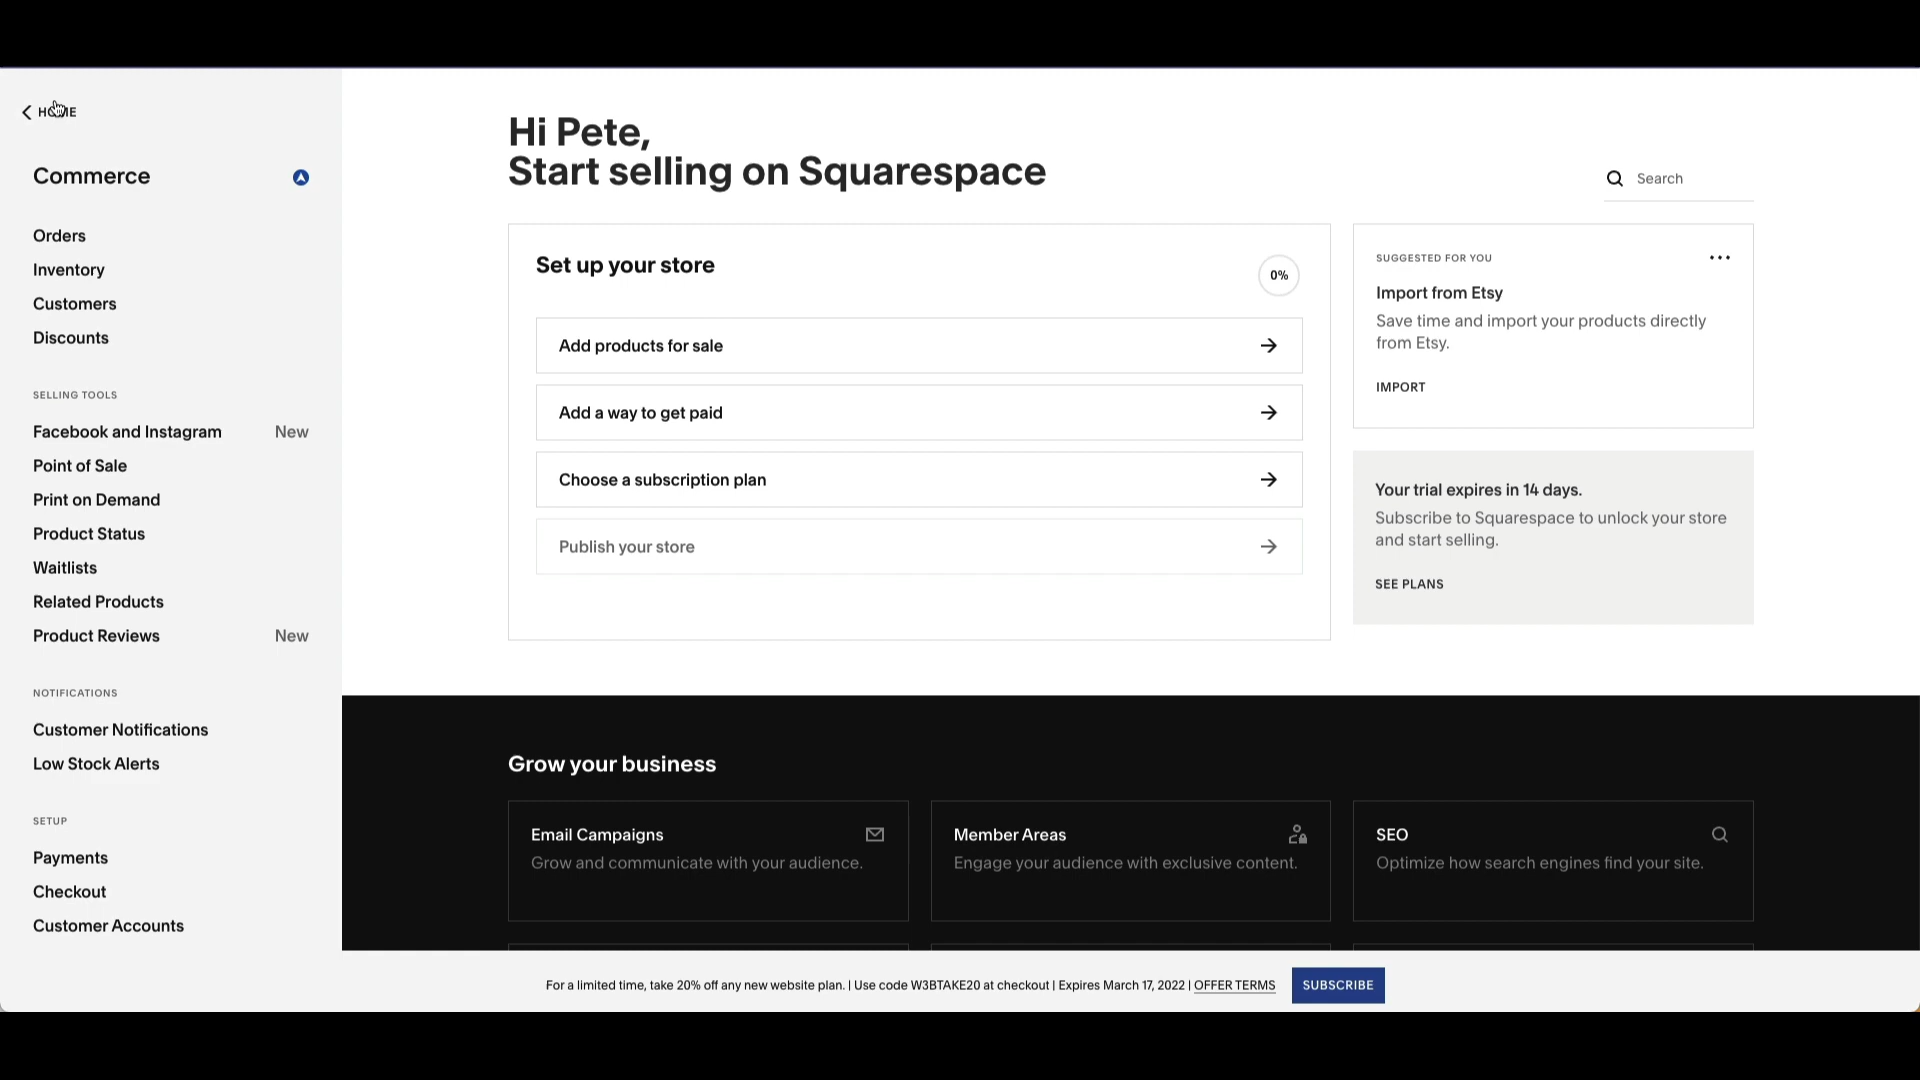 HOME
Commerce
Orders
Inventory
Customers
Discounts
SELLING TOOLS
Facebook and Instagram New
Point of Sale
Print on Demand
Product Status
Waitlists
Related Products
Product Reviews New
NOTIFICATIONS
Customer Notifications
Low Stock Alerts
SETUP
Payments
Checkout
Customer Accounts
Hi Pete,
Start selling on Squarespace
Search
Set up your store
0%
Add products for sale
Add a way to get paid
Choose a subscription plan
Publish your store
SUGGESTED FOR YOU
Import from Etsy
Save time and import your products directly
from Etsy.
IMPORT
Your trial expires in 14 days.
Subscribe to Squarespace to unlock your store
and start selling.
SEE PLANS
Grow your business
Email Campaigns
Grow and communicate with your audience.
Member Areas
Engage your audience with exclusive content.
SEO
Optimize how search engines find your site.
For a limited time, take 20% off any new website plan. | Use code W3BTAKE20 at checkout | Expires March 17, 2022 | OFFER TERMS
SUBSCRIBE